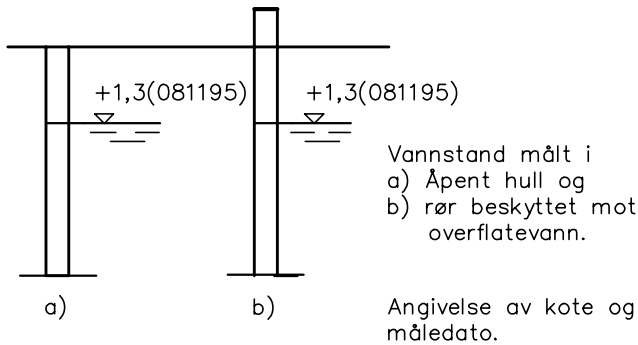 +1,3(081195)
+1,3(081195)
Vannstand målt i
a) Åpent hull og
b) rør beskyttet mot
overflatevann.
a)
b)
Angivelse av kote og
måledato.